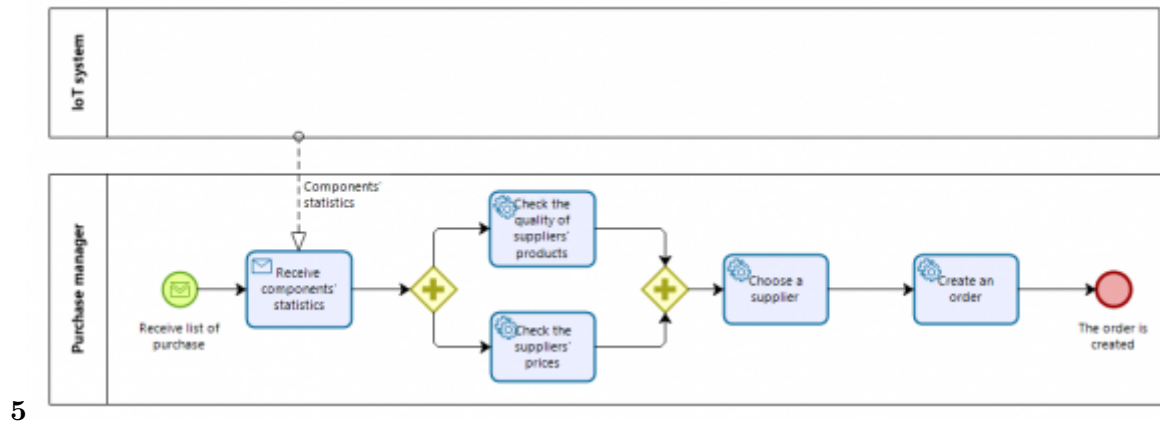 IoT system
Components'
statistics
Purchase manager
Receive list of
purchase
Receive
components'
statistics
Check the
quality of
suppliers'
products
Check the
suppliers'
prices
Choose a
supplier
Create an
order
The order is
created
5